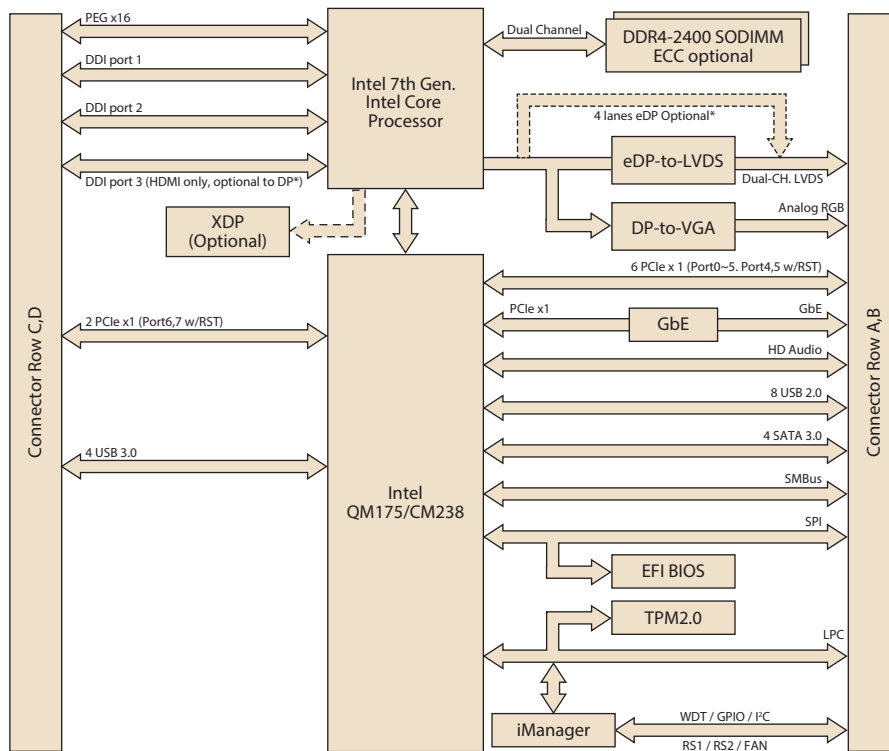 PEG x16
DDI port 1
DDI port 2
DDI port 3 (HDMI only, optional to DP*)
Intel 7th Gen.
Intel Core
Processor
Dual Channel
DDR4-2400 SODIMM
ECC optional
4 lanes eDP Optional*
eDP-to-LVDS
Dual-CH. LVDS
DP-to-VGA
Analog RGB
XDP
(Optional)
Connector Row C,D
Connector Row A,B
2 PCIe x1 (Port6,7 w/RST)
4 USB 3.0
Intel
QM175/CM238
6 PCIe x 1 (Port0~5. Port4,5 w/RST)
PCIe x1
GbE
GbE
HD Audio
8 USB 2.0
4 SATA 3.0
SMBus
SPI
EFI BIOS
TPM2.0
LPC
iManager
WDT / GPIO / I²C
RS1 / RS2 / FAN